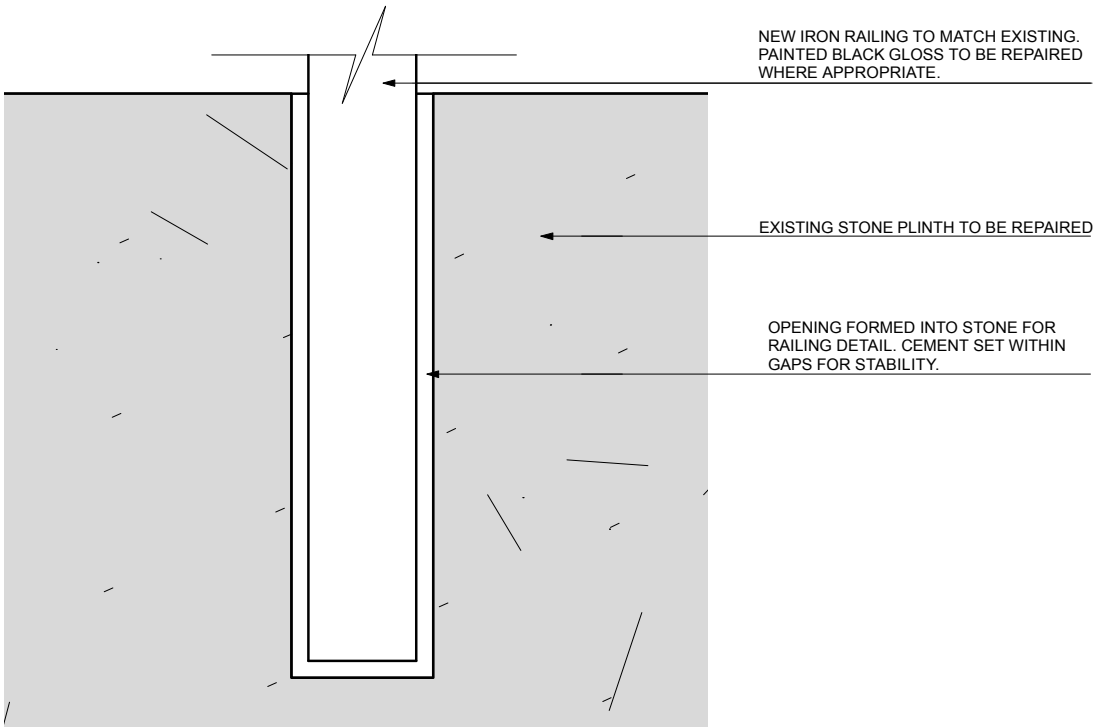 NEW IRON RAILING TO MATCH EXISTING.
PAINTED BLACK GLOSS TO BE REPAIRED
WHERE APPROPRIATE.
EXISTING STONE PLINTH TO BE REPAIRED
OPENING FORMED INTO STONE FOR
RAILING DETAIL. CEMENT SET WITHIN
GAPS FOR STABILITY.